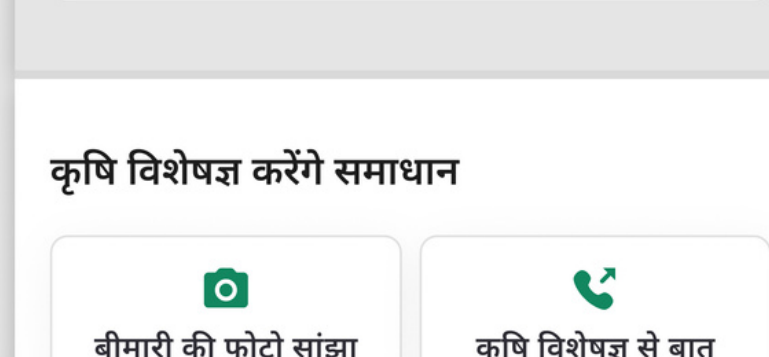 कृषि विशेषज्ञ करेंगे समाधान
बीमारी की फोटो सांझा
कृषि विशेषज्ञ से बात